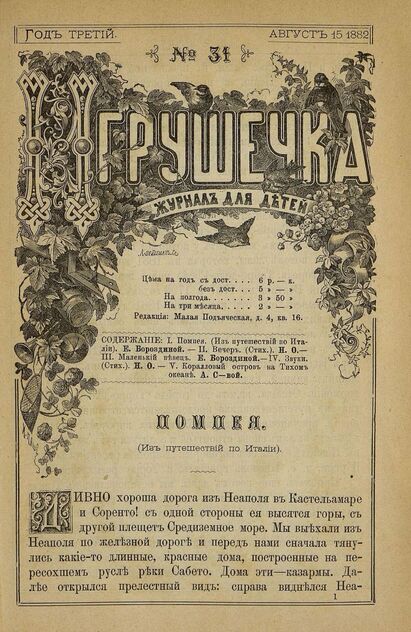 Годъ третій.
Августъ 15 1882
№ 31
Игрушечка
журналъ для дѣтей
Цѣна на годъ съ дост. . . . 6 р. — к.
без дост. . . . . 5 » — »
На полгода. . . . . . . 3 » 50 »
На три мѣсяца. . . . . . 2 » — »
Редакція: Малая Подъяческая, д. 4, кв. 16.
СОДЕРЖАНІЕ: I. Помпея. (Изъ путешествій по Ита-
ліи). Е. Бороздиной. — II. Вечеръ. (Стих.). Н. О.—
III. Маленькій пѣвецъ. Е. Бороздиной.—IV. Звуки.
(Стих.). Н. О. — V. Коралловый островъ на Тихомъ
океанѣ. А. С—вой.
ПОМПЕЯ.
(Изъ путешествій по Италіи).
ДИВНО хороша дорога изъ Неаполя въ Кастельамаре
и Соренто! съ одной стороны ея высятся горы, съ
другой плещетъ Средиземное море. Мы выѣхали изъ
Неаполя по желѣзной дорогѣ и передъ нами сначала тяну-
лись какіе-то длинные, красные дома, построенные на пе-
ресохшемъ руслѣ рѣки Сабето. Дома эти—казармы. Да-
лѣе открылся прелестный видъ: справа виднѣлся Неа-
1